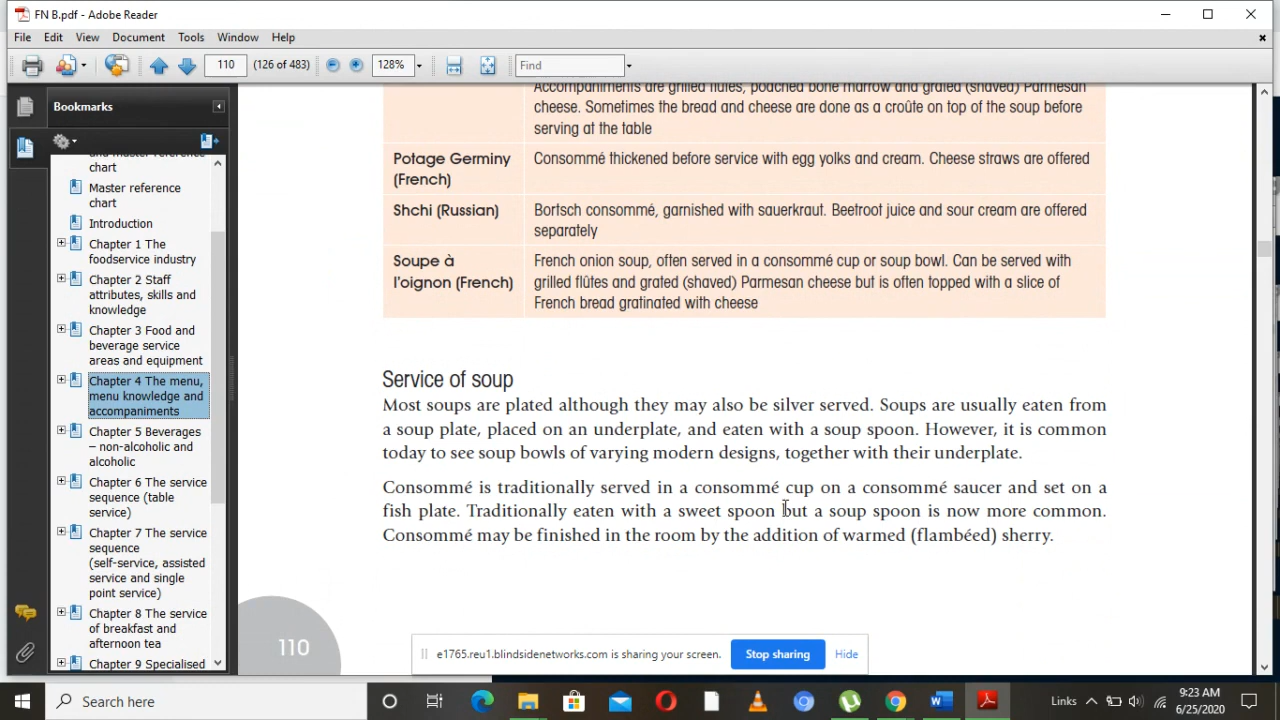 FN B.pdf - Adobe Reader
File Edit View Document Tools Window Help
110 (126 of 483) 128% Find
Bookmarks
and master reference
chart
Master reference
chart
Introduction
Chapter 1 The
foodservice industry
Chapter 2 Staff
attributes, skills and
knowledge
Chapter 3 Food and
beverage service
areas and equipment
Chapter 4 The menu,
menu knowledge and
accompaniments
Chapter 5 Beverages
– non-alcoholic and
alcoholic
Chapter 6 The service
sequence (table
service)
Chapter 7 The service
sequence
(self-service, assisted
service and single
point service)
Chapter 8 The service
of breakfast and
afternoon tea
Chapter 9 Specialised
Accompaniments are grilled flûtes, poached bone marrow and grated (shaved) Parmesan
cheese. Sometimes the bread and cheese are done as a croûte on top of the soup before
serving at the table
Potage Germiny
(French)
Consommé thickened before service with egg yolks and cream. Cheese straws are offered
Shchi (Russian)
Bortsch consommé, garnished with sauerkraut. Beetroot juice and sour cream are offered
separately
Soupe à
l'oignon (French)
French onion soup, often served in a consommé cup or soup bowl. Can be served with
grilled flûtes and grated (shaved) Parmesan cheese but is often topped with a slice of
French bread gratinated with cheese
Service of soup
Most soups are plated although they may also be silver served. Soups are usually eaten from
a soup plate, placed on an underplate, and eaten with a soup spoon. However, it is common
today to see soup bowls of varying modern designs, together with their underplate.
Consommé is traditionally served in a consommé cup on a consommé saucer and set on a
fish plate. Traditionally eaten with a sweet spoon but a soup spoon is now more common.
Consommé may be finished in the room by the addition of warmed (flambéed) sherry.
110
e1765.reu1.blindsidenetworks.com is sharing your screen. Stop sharing Hide
Search here
Links
9:23 AM
6/25/2020